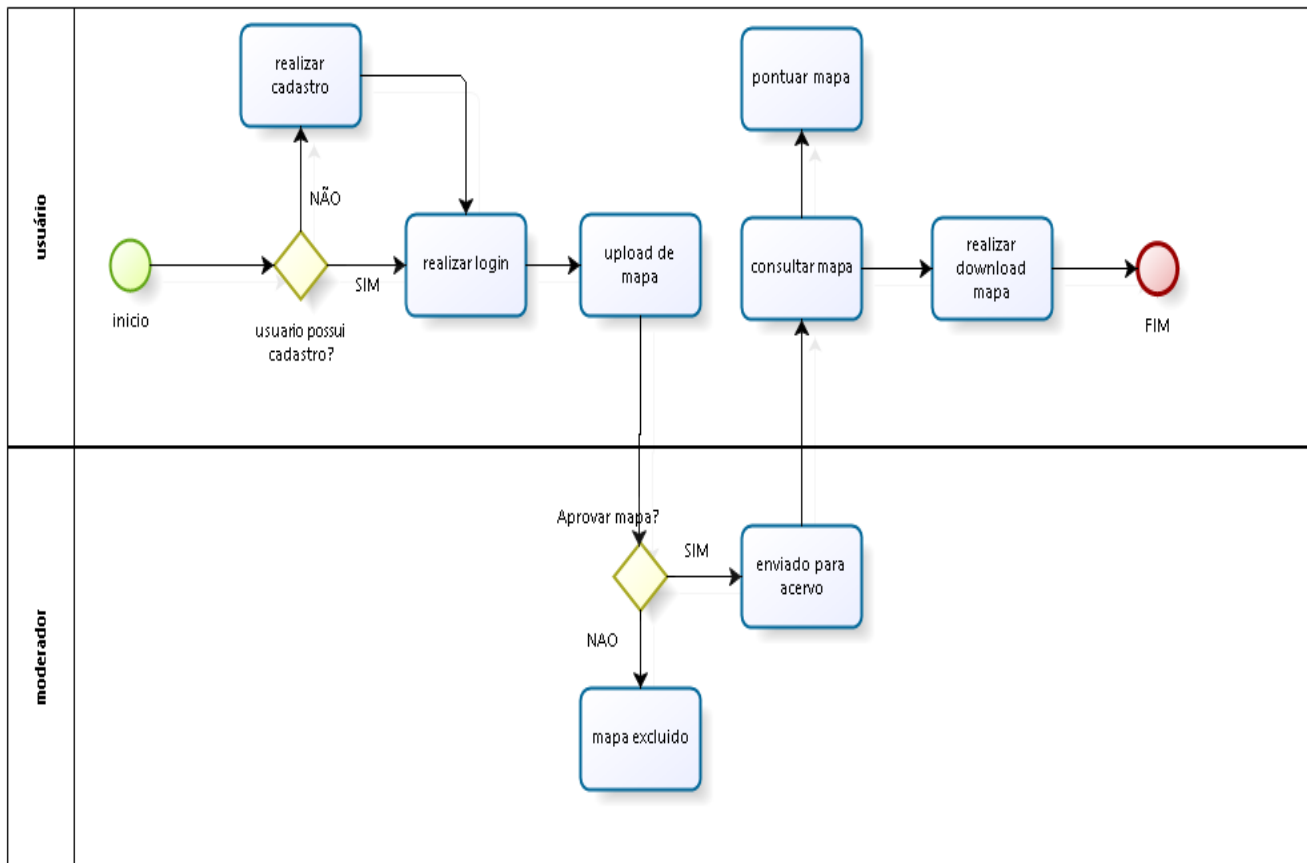 usuário
realizar
cadastro
NÃO
inicio
usuario possui
cadastro?
SIM
realizar login
upload de
mapa
pontuar mapa
consultar mapa
realizar
download
mapa
FIM
moderador
Aprovar mapa?
SIM
NAO
enviado para
acervo
mapa excluido